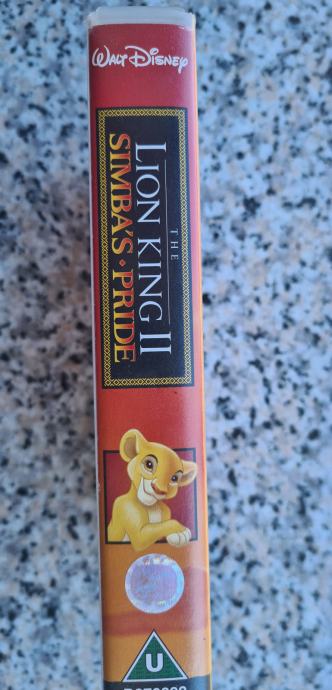 WALT DISNEY
THE
LION KING II
SIMBA'S • PRIDE
U